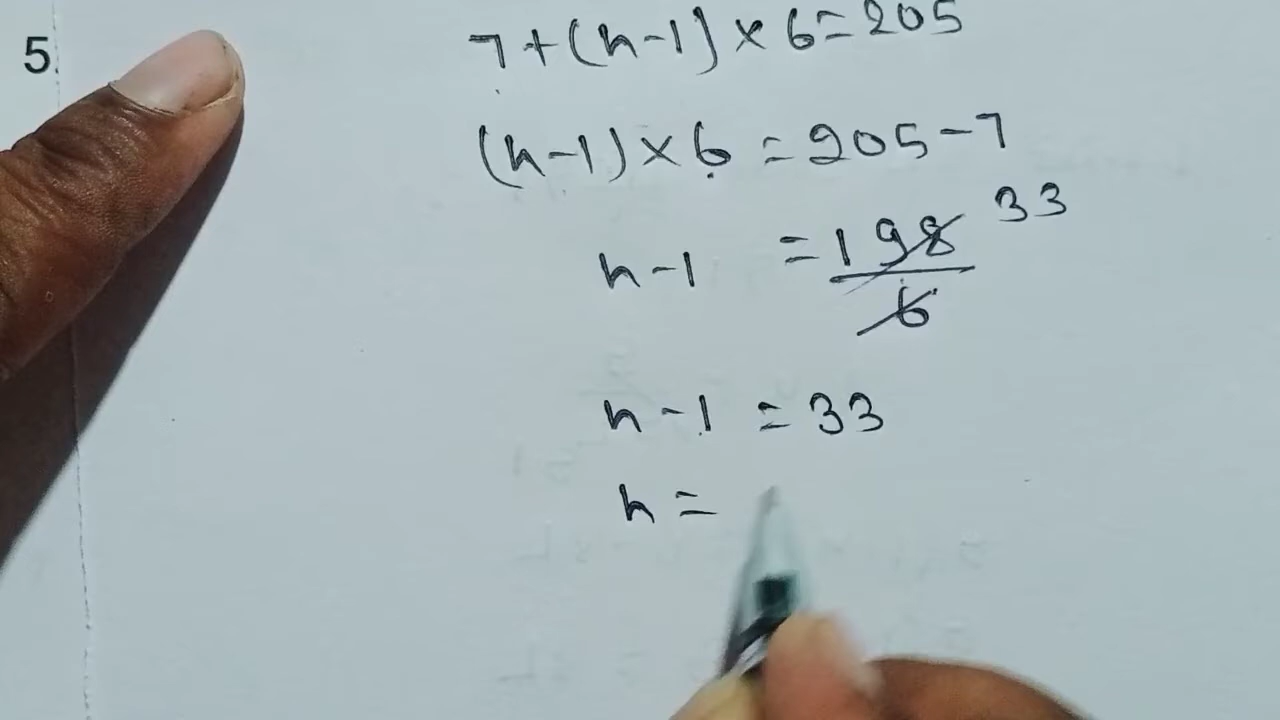 5.
7+(n-1)×6=205
(n-1)×6=205-7
n-1=198/6 33
n-1=33
n=